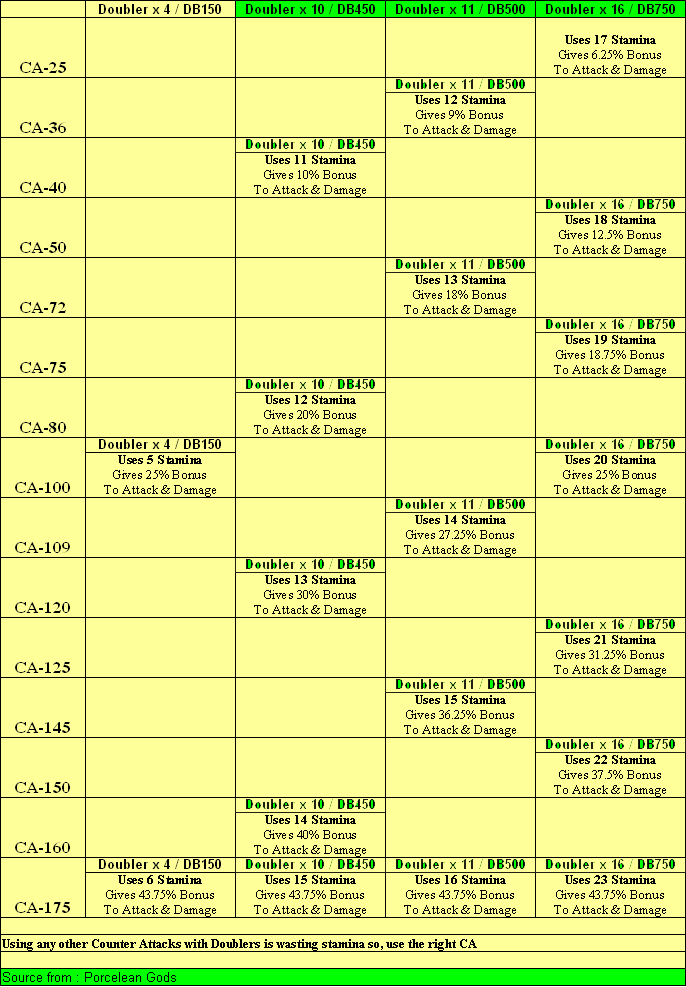 Doubler x 4 / DB150 Doubler x 10 / DB450 Doubler x 11 / DB500 Doubler x 16 / DB750
Uses 17 Stamina
Gives 6.25% Bonus
To Attack & Damage
CA-25
Doubler x 11 / DB500
Uses 12 Stamina
Gives 9% Bonus
To Attack & Damage
CA-36
Doubler x 10 / DB450
Uses 11 Stamina
Gives 10% Bonus
To Attack & Damage
CA-40
Doubler x 16 / DB750
Uses 18 Stamina
Gives 12.5% Bonus
To Attack & Damage
CA-50
Doubler x 11 / DB500
Uses 13 Stamina
Gives 18% Bonus
To Attack & Damage
CA-72
Doubler x 16 / DB750
Uses 19 Stamina
Gives 18.75% Bonus
To Attack & Damage
CA-75
Doubler x 10 / DB450
Uses 12 Stamina
Gives 20% Bonus
To Attack & Damage
CA-80
Doubler x 4 / DB150 Doubler x 16 / DB750
Uses 5 Stamina Uses 20 Stamina
Gives 25% Bonus Gives 25% Bonus
To Attack & Damage To Attack & Damage
CA-100
Doubler x 11 / DB500
Uses 14 Stamina
Gives 27.25% Bonus
To Attack & Damage
CA-109
Doubler x 10 / DB450
Uses 13 Stamina
Gives 30% Bonus
To Attack & Damage
CA-120
Doubler x 16 / DB750
Uses 21 Stamina
Gives 31.25% Bonus
To Attack & Damage
CA-125
Doubler x 11 / DB500
Uses 15 Stamina
Gives 36.25% Bonus
To Attack & Damage
CA-145
Doubler x 16 / DB750
Uses 22 Stamina
Gives 37.5% Bonus
To Attack & Damage
CA-150
Doubler x 10 / DB450
Uses 14 Stamina
Gives 40% Bonus
To Attack & Damage
CA-160
Doubler x 4 / DB150 Doubler x 10 / DB450 Doubler x 11 / DB500 Doubler x 16 / DB750
Uses 6 Stamina Uses 15 Stamina Uses 16 Stamina Uses 23 Stamina
Gives 43.75% Bonus Gives 43.75% Bonus Gives 43.75% Bonus Gives 43.75% Bonus
To Attack & Damage To Attack & Damage To Attack & Damage To Attack & Damage
CA-175
Using any other Counter Attacks with Doublers is wasting stamina so, use the right CA
Source from : Porcelean Gods